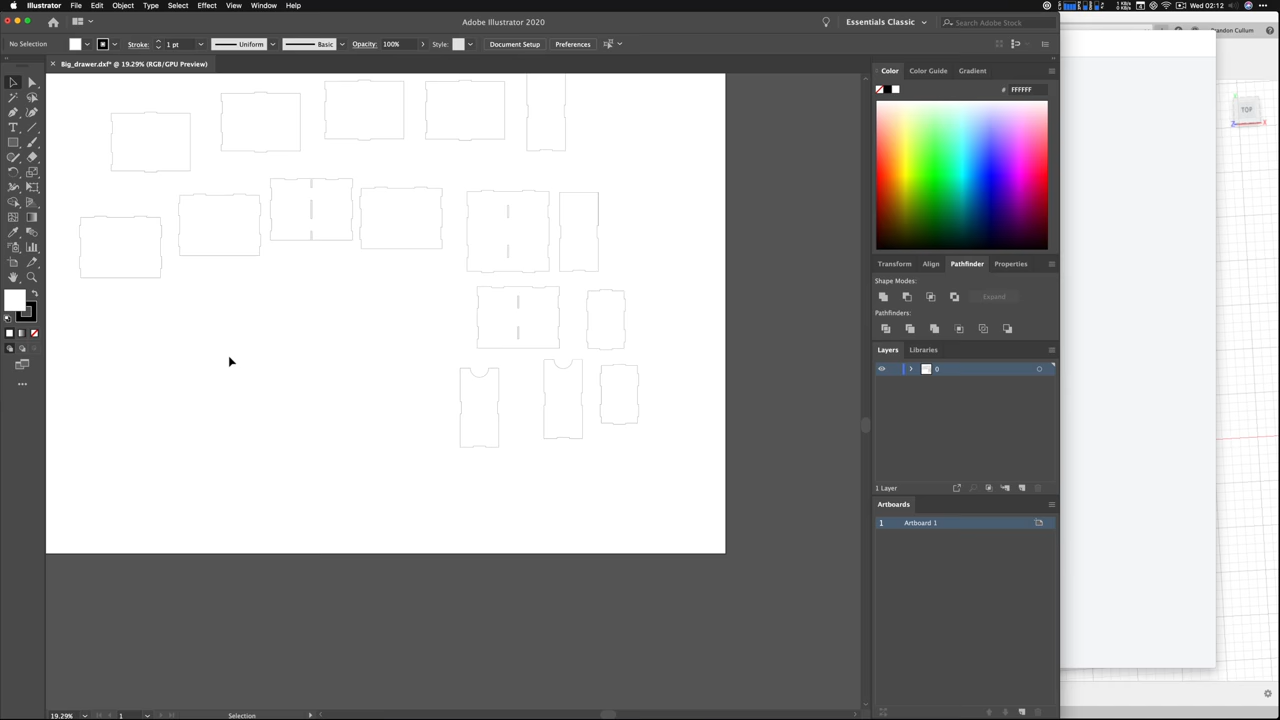 Illustrator File Edit Object Type Select Effect View Window Help
Wed 02:12
Adobe Illustrator 2020
Essentials Classic
Search Adobe Stock
Brandon Cullum
No Selection
Stroke: 1 pt
Uniform
Basic
Opacity: 100%
Style:
Document Setup
Preferences
Big_drawer.dxf* @ 19.29% (RGB/GPU Preview)
Color Color Guide Gradient
# FFFFFF
TOP
Transform Align Pathfinder Properties
Shape Modes:
Expand
Pathfinders:
Layers Libraries
0
1 Layer
Artboards
1 Artboard 1
19.29% 1 Selection